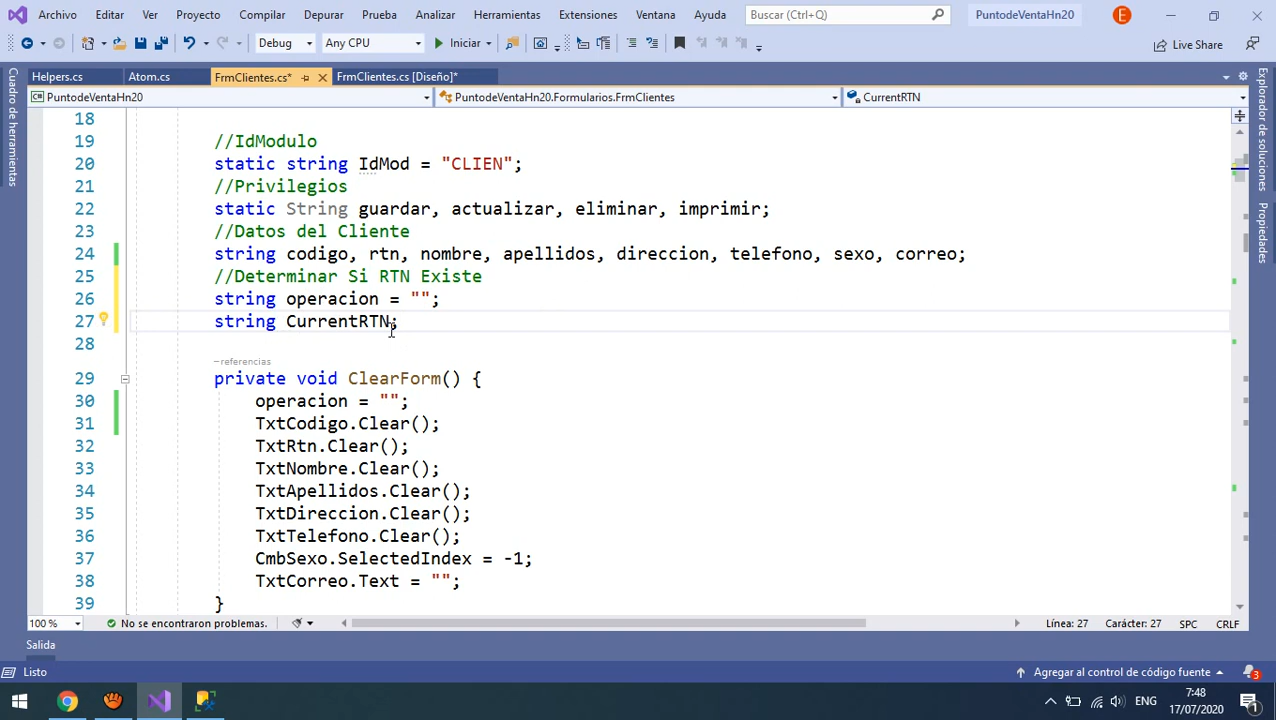 Archivo Editar Ver Proyecto Compilar Depurar Prueba Analizar Herramientas Extensiones Ventana Ayuda Buscar (Ctrl+Q) PuntodeVentaHn20 E
Debug Any CPU Iniciar Live Share
Helpers.cs Atom.cs FrmClientes.cs* FrmClientes.cs [Diseño]*
PuntodeVentaHn20 PuntodeVentaHn20.Formularios.FrmClientes CurrentRTN
Cuadro de herramientas
Explorador de soluciones
Propiedades
18
19 //IdModulo
20 static string IdMod = "CLIEN";
21 //Privilegios
22 static String guardar, actualizar, eliminar, imprimir;
23 //Datos del Cliente
24 string codigo, rtn, nombre, apellidos, direccion, telefono, sexo, correo;
25 //Determinar Si RTN Existe
26 string operacion = "";
27 string CurrentRTN;
28
–referencias
29 private void ClearForm() {
30 operacion = "";
31 TxtCodigo.Clear();
32 TxtRtn.Clear();
33 TxtNombre.Clear();
34 TxtApellidos.Clear();
35 TxtDireccion.Clear();
36 TxtTelefono.Clear();
37 CmbSexo.SelectedIndex = -1;
38 TxtCorreo.Text = "";
39 }
100 % No se encontraron problemas. Línea: 27 Carácter: 27 SPC CRLF
Salida
Listo Agregar al control de código fuente 3
ENG 7:48
17/07/2020 1